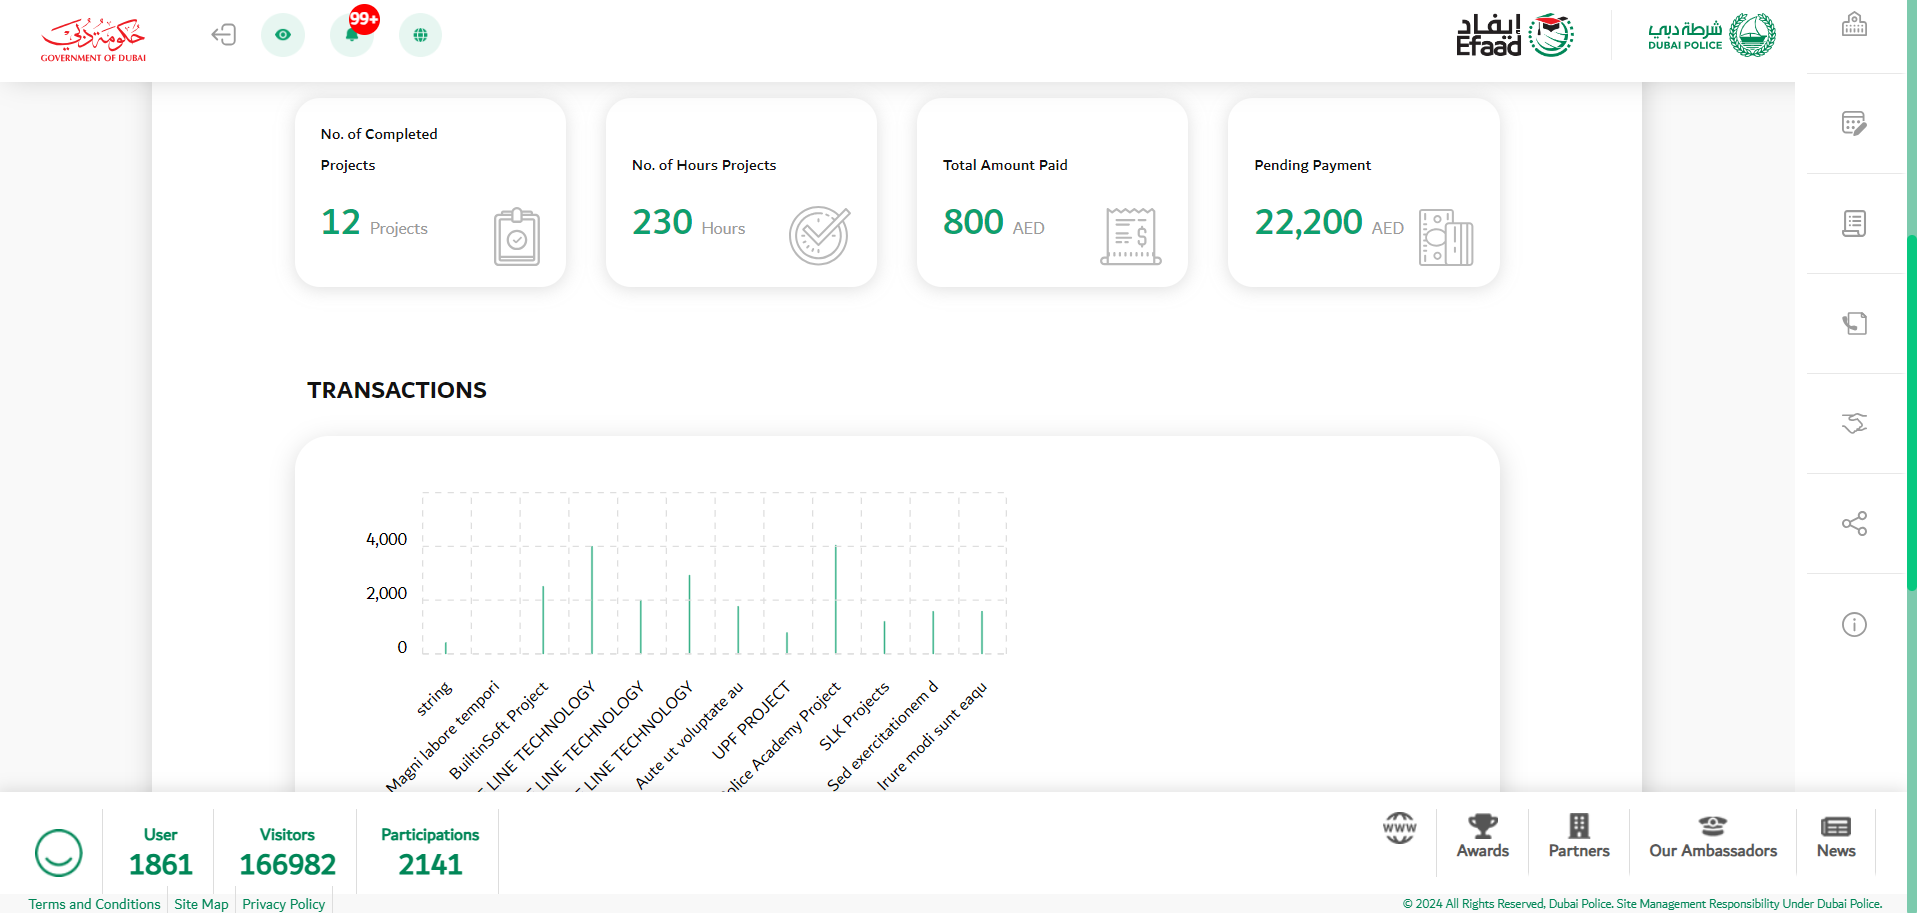 حكومة دبي
GOVERNMENT OF DUBAI
99+
إيفاد
Efaad
شرطة دبي
DUBAI POLICE
No. of Completed
Projects
12 Projects
No. of Hours Projects
230 Hours
Total Amount Paid
800 AED
Pending Payment
22,200 AED
TRANSACTIONS
4,000
2,000
0
string
Magni labore tempori
BuiltinSoft Project
LINE TECHNOLOGY
LINE TECHNOLOGY
LINE TECHNOLOGY
Aute ut voluptate au
UPF PROJECT
Academy Project
SLK Projects
Sed exercitationem d
Irure modi sunt eaqu
User
1861
Visitors
166982
Participations
2141
WWW
Awards
Partners
Our Ambassadors
News
Terms and Conditions
Site Map
Privacy Policy
© 2024 All Rights Reserved, Dubai Police. Site Management Responsibility Under Dubai Police.